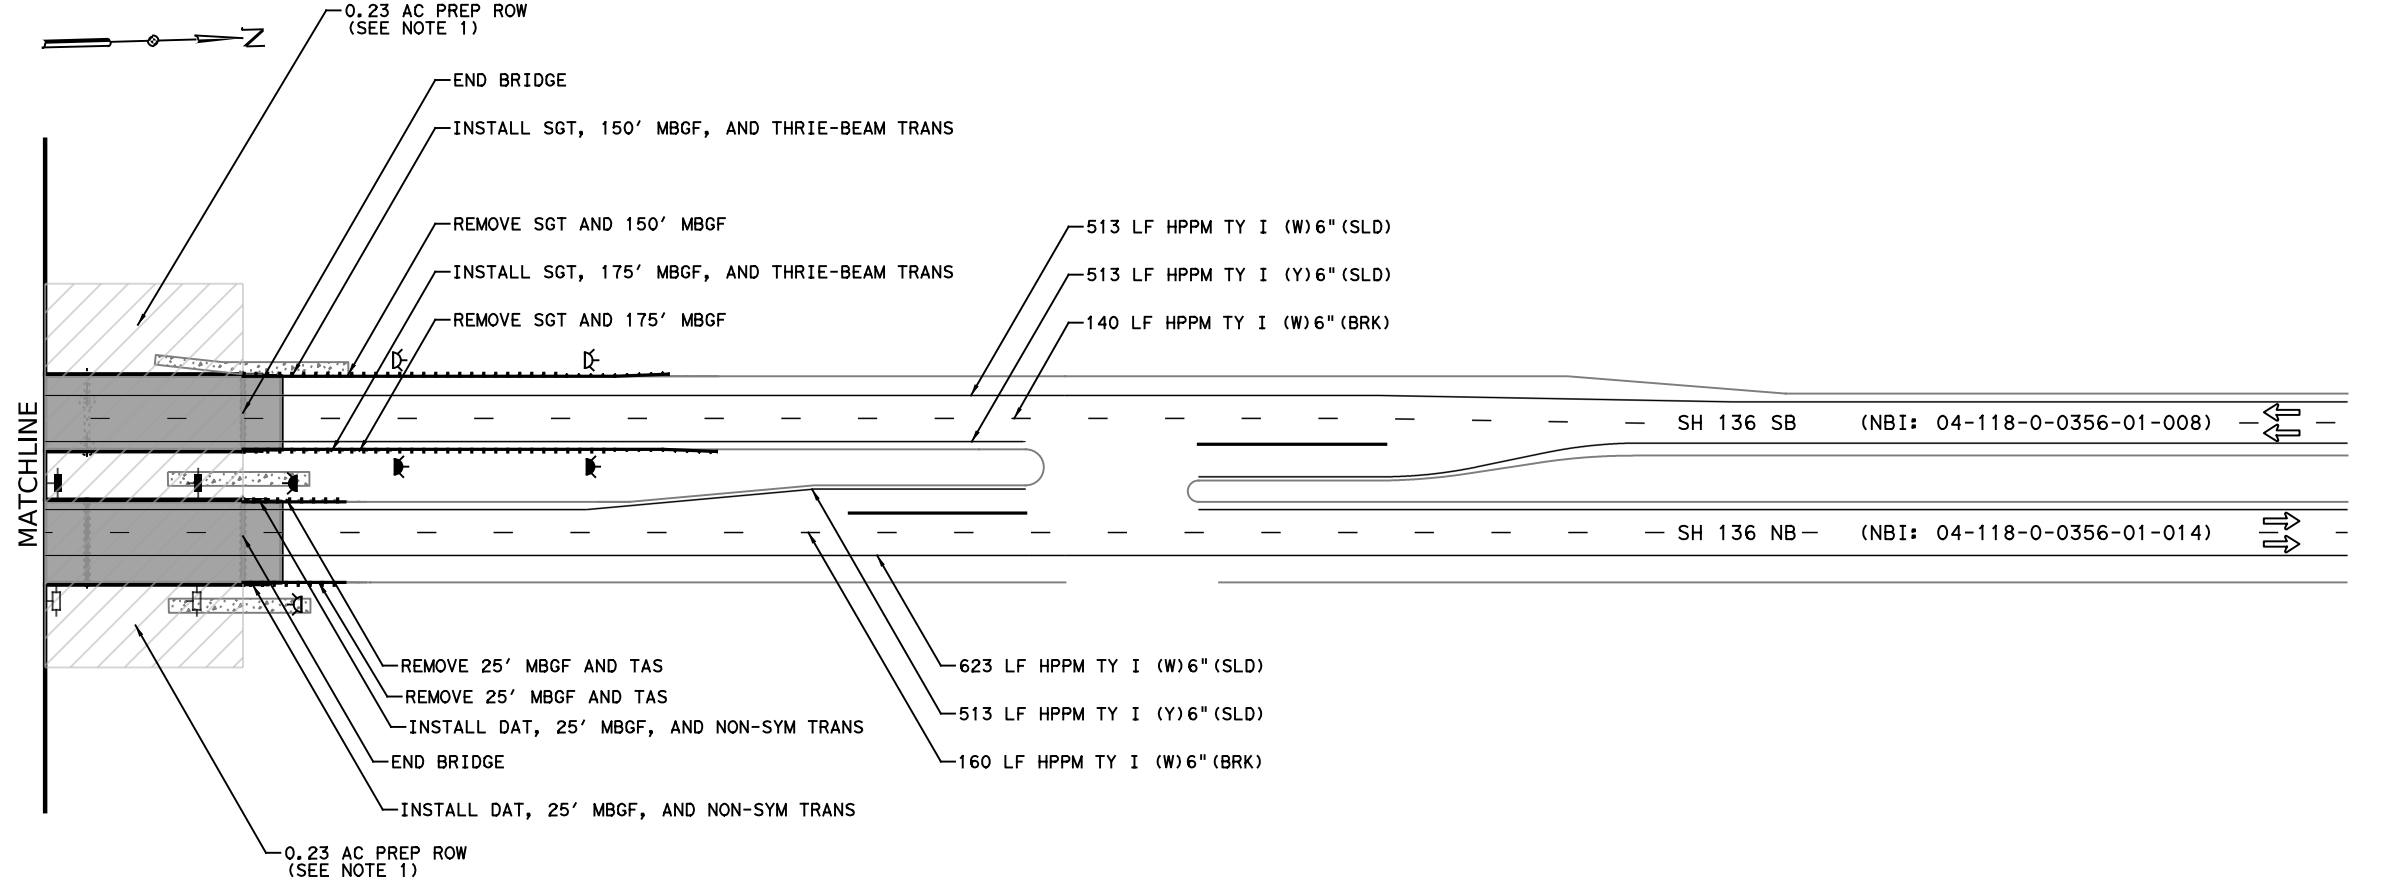 0.23 AC PREP ROW
(SEE NOTE 1)
N
END BRIDGE
INSTALL SGT, 150' MBGF, AND THRIE-BEAM TRANS
REMOVE SGT AND 150' MBGF
INSTALL SGT, 175' MBGF, AND THRIE-BEAM TRANS
REMOVE SGT AND 175' MBGF
513 LF HPPM TY I (W)6"(SLD)
513 LF HPPM TY I (Y)6"(SLD)
140 LF HPPM TY I (W)6"(BRK)
MATCHLINE
SH 136 SB (NBI: 04-118-0-0356-01-008)
SH 136 NB (NBI: 04-118-0-0356-01-014)
REMOVE 25' MBGF AND TAS
REMOVE 25' MBGF AND TAS
INSTALL DAT, 25' MBGF, AND NON-SYM TRANS
END BRIDGE
INSTALL DAT, 25' MBGF, AND NON-SYM TRANS
623 LF HPPM TY I (W)6"(SLD)
513 LF HPPM TY I (Y)6"(SLD)
160 LF HPPM TY I (W)6"(BRK)
0.23 AC PREP ROW
(SEE NOTE 1)